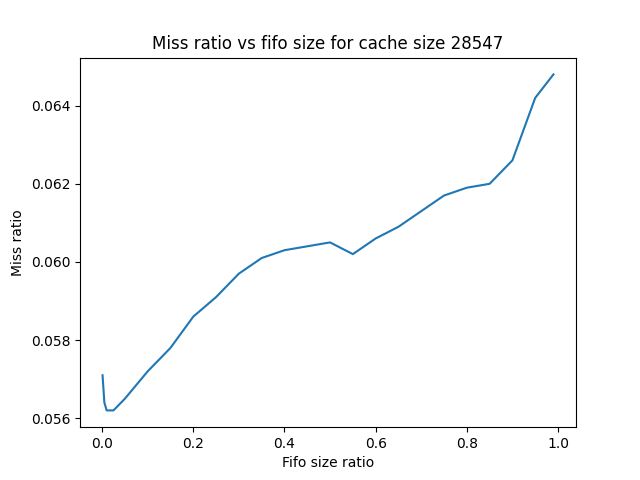 Miss ratio vs fifo size for cache size 28547
Miss ratio
0.064
0.062
0.060
0.058
0.056
0.0 0.2 0.4 0.6 0.8 1.0
Fifo size ratio